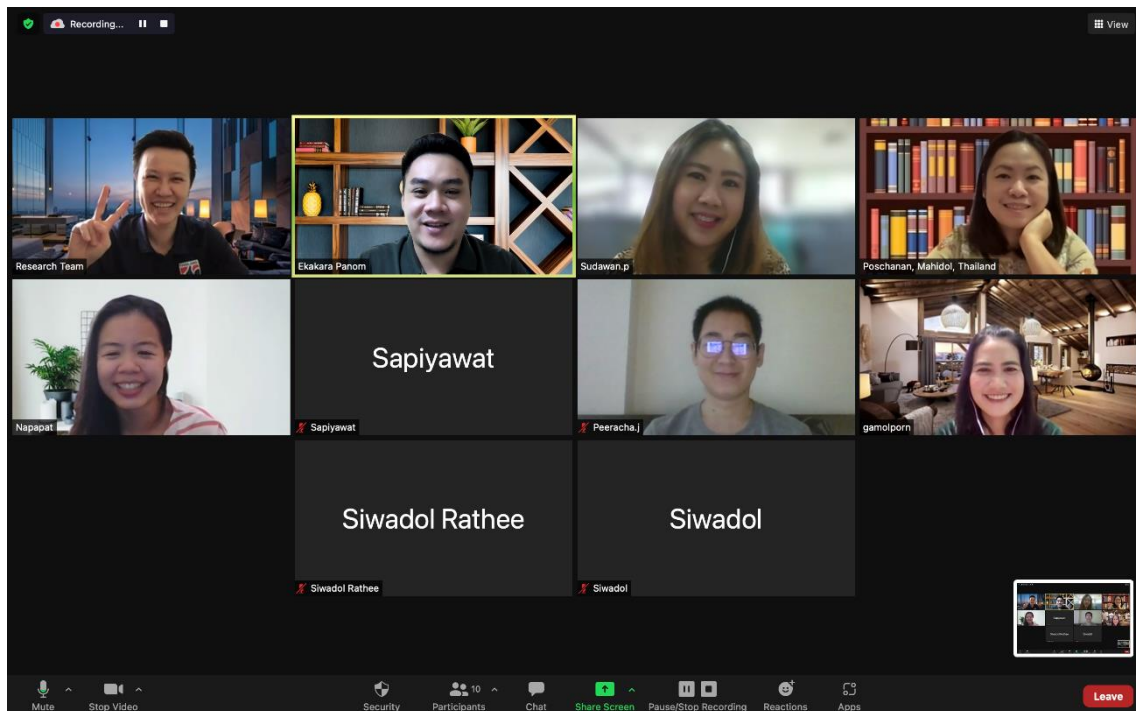 Recording...
View
Research Team
Ekakara Panom
Sudawan.p
Poschanan, Mahidol, Thailand
Napapat
Sapiyawat
Sapiyawat
Peeracha.j
gamolporn
Siwadol Rathee
Siwadol Rathee
Siwadol
Siwadol
Mute
Stop Video
Security
10
Participants
Chat
Share Screen
Pause/Stop Recording
Reactions
Apps
Leave